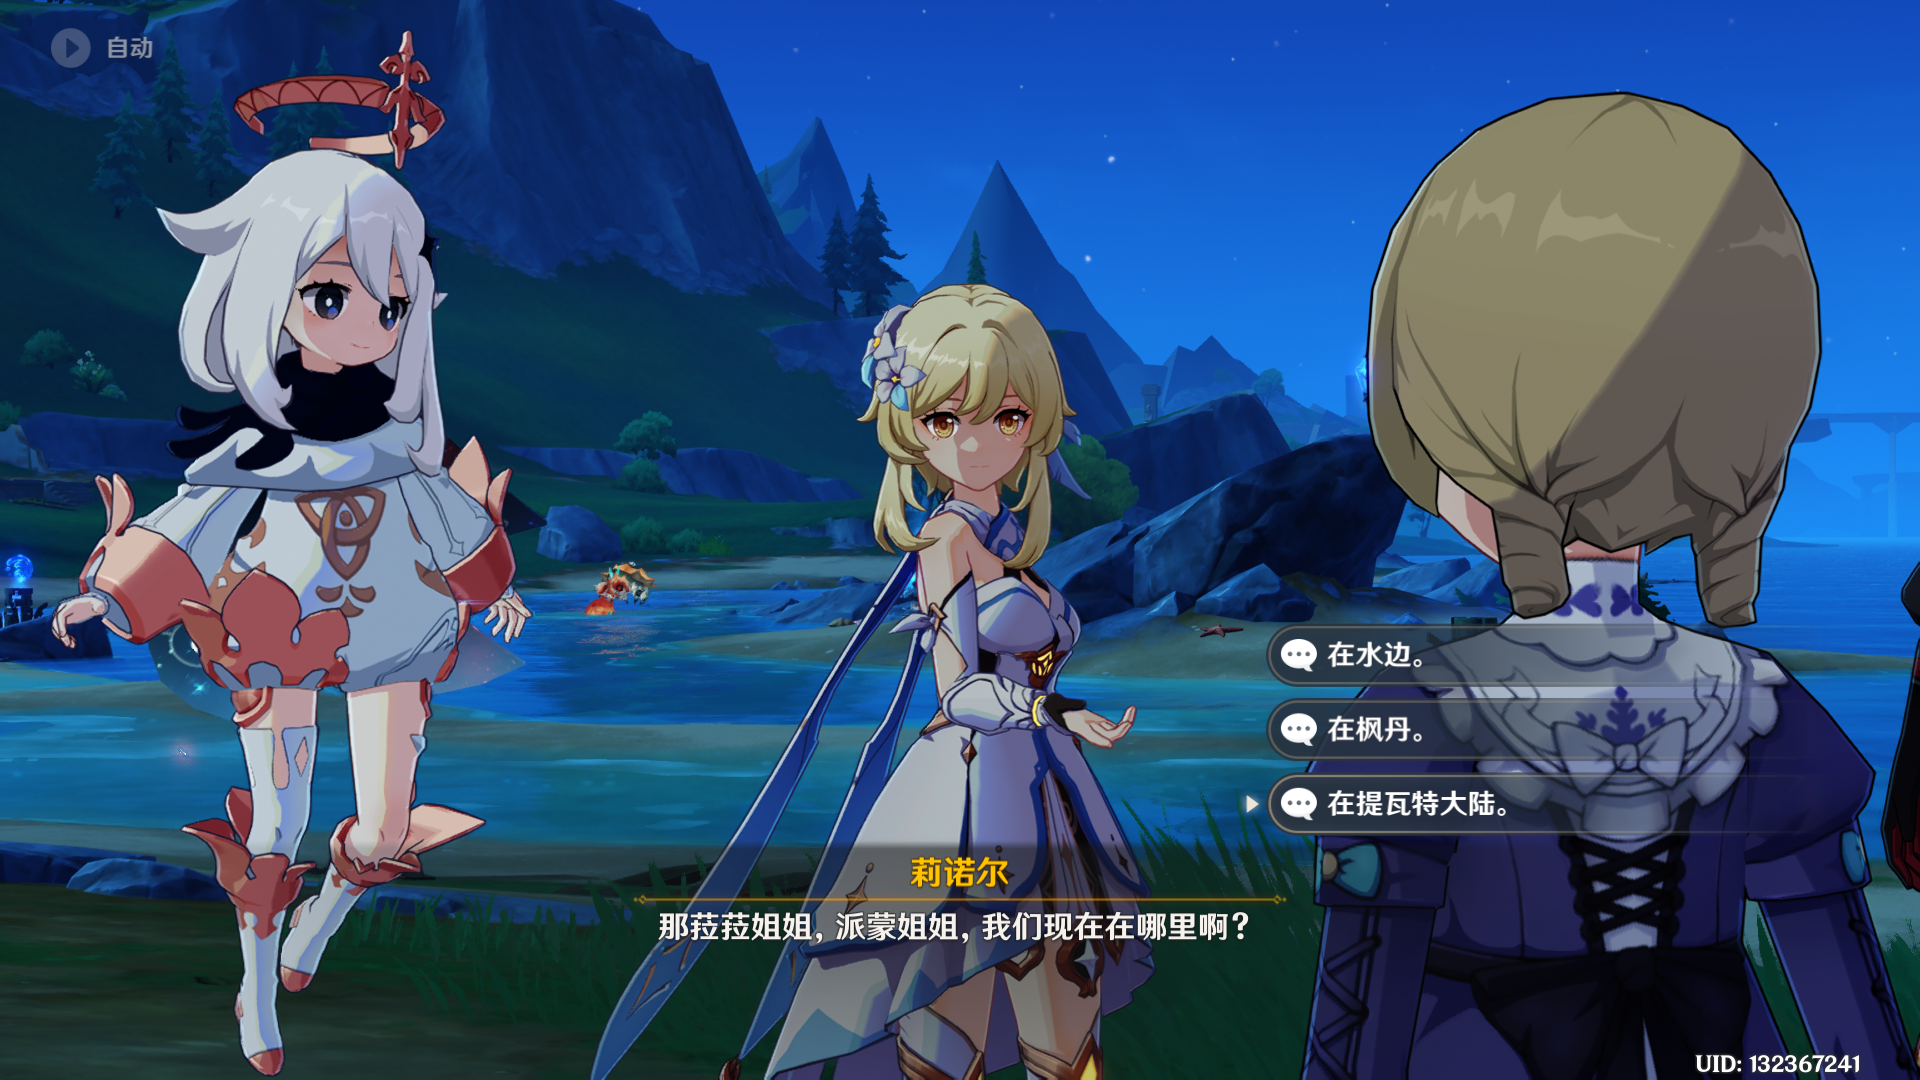 自动
在水边。
在枫丹。
在提瓦特大陆。
莉诺尔
那菈菈姐姐，派蒙姐姐，我们现在在哪里啊？
UID: 132367241